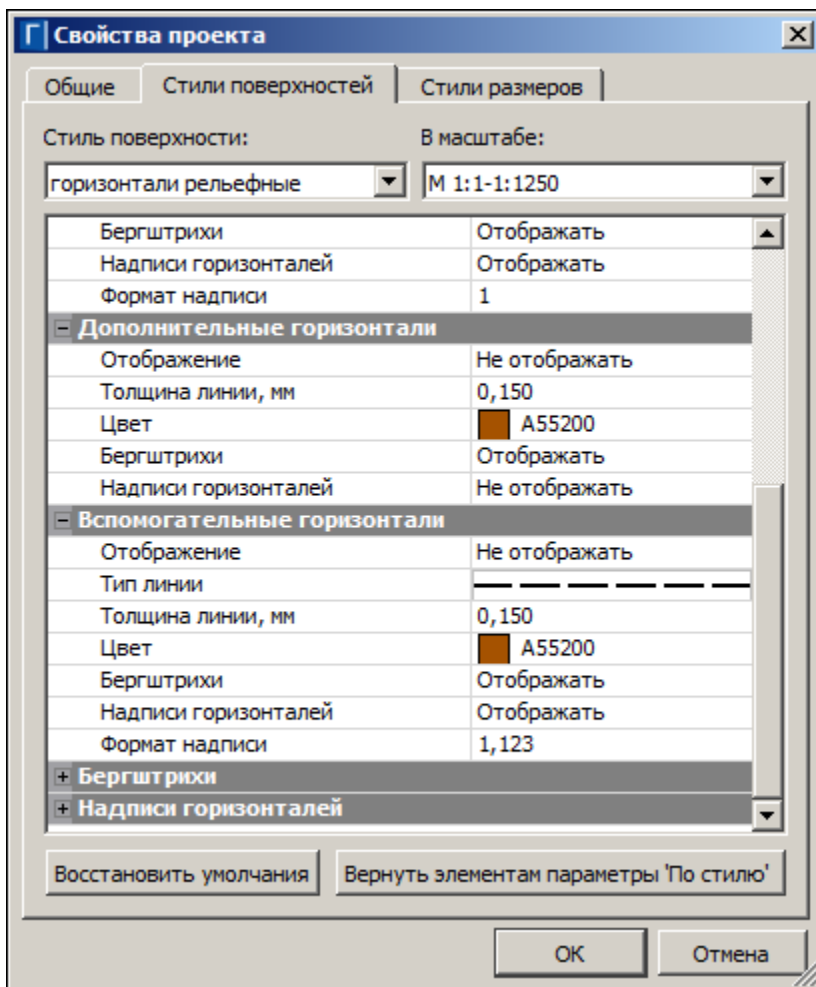 Г Свойства проекта
Общие Стили поверхностей Стили размеров
Стиль поверхности: В масштабе:
горизонтали рельефные М 1:1-1:1250
Бергштрихи Отображать
Надписи горизонталей Отображать
Формат надписи 1
Дополнительные горизонтали
Отображение Не отображать
Толщина линии, мм 0,150
Цвет A55200
Бергштрихи Отображать
Надписи горизонталей Не отображать
Вспомогательные горизонтали
Отображение Не отображать
Тип линии
Толщина линии, мм 0,150
Цвет A55200
Бергштрихи Отображать
Надписи горизонталей Отображать
Формат надписи 1,123
Бергштрихи
Надписи горизонталей
Восстановить умолчания Вернуть элементам параметры 'По стилю'
ОК Отмена